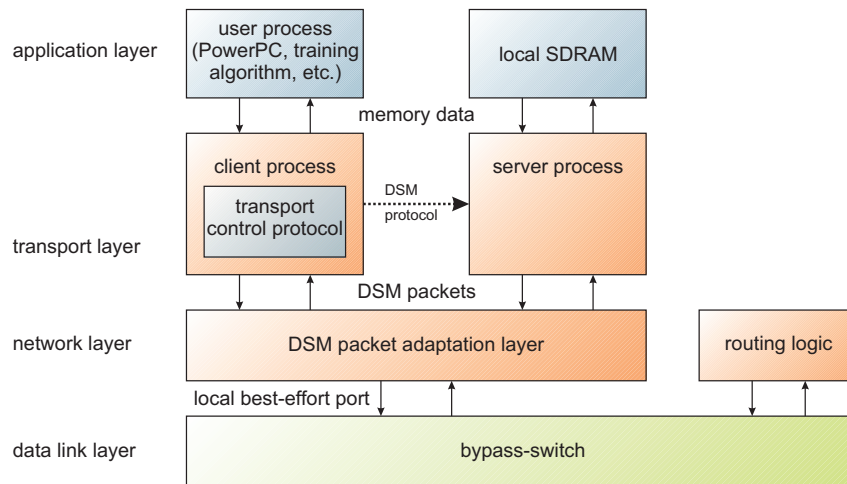 application layer
user process
(PowerPC, training
algorithm, etc.)
local SDRAM
memory data
client process
transport
control protocol
DSM
protocol
server process
transport layer
DSM packets
network layer
DSM packet adaptation layer
routing logic
local best-effort port
data link layer
bypass-switch